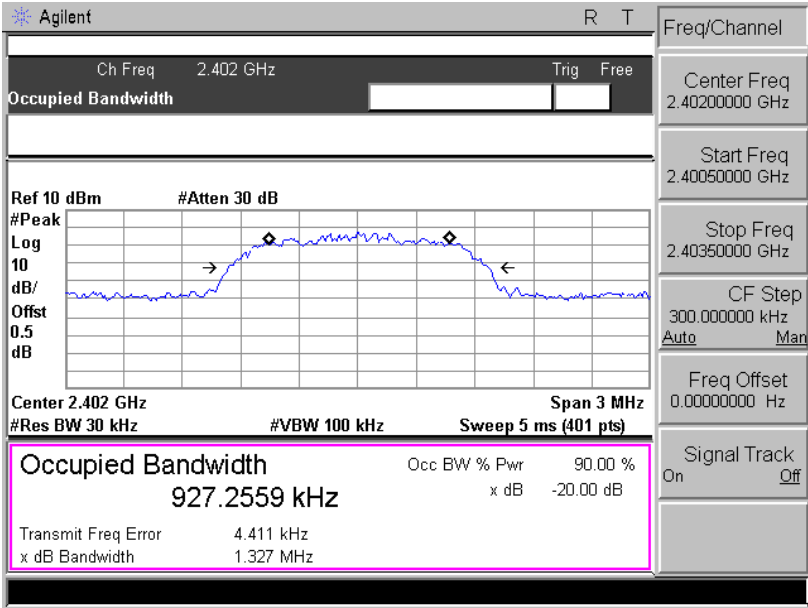 Agilent R T
Ch Freq 2.402 GHz Trig Free
Occupied Bandwidth
Ref 10 dBm #Atten 30 dB
#Peak
Log
10
dB/
Offst
0.5
dB
Center 2.402 GHz Span 3 MHz
#Res BW 30 kHz #VBW 100 kHz Sweep 5 ms (401 pts)
Occupied Bandwidth
927.2559 kHz
Occ BW % Pwr 90.00 %
x dB -20.00 dB
Transmit Freq Error 4.411 kHz
x dB Bandwidth 1.327 MHz
Freq/Channel
Center Freq
2.40200000 GHz
Start Freq
2.40050000 GHz
Stop Freq
2.40350000 GHz
CF Step
300.000000 kHz
Auto Man
Freq Offset
0.00000000 Hz
Signal Track
On Off